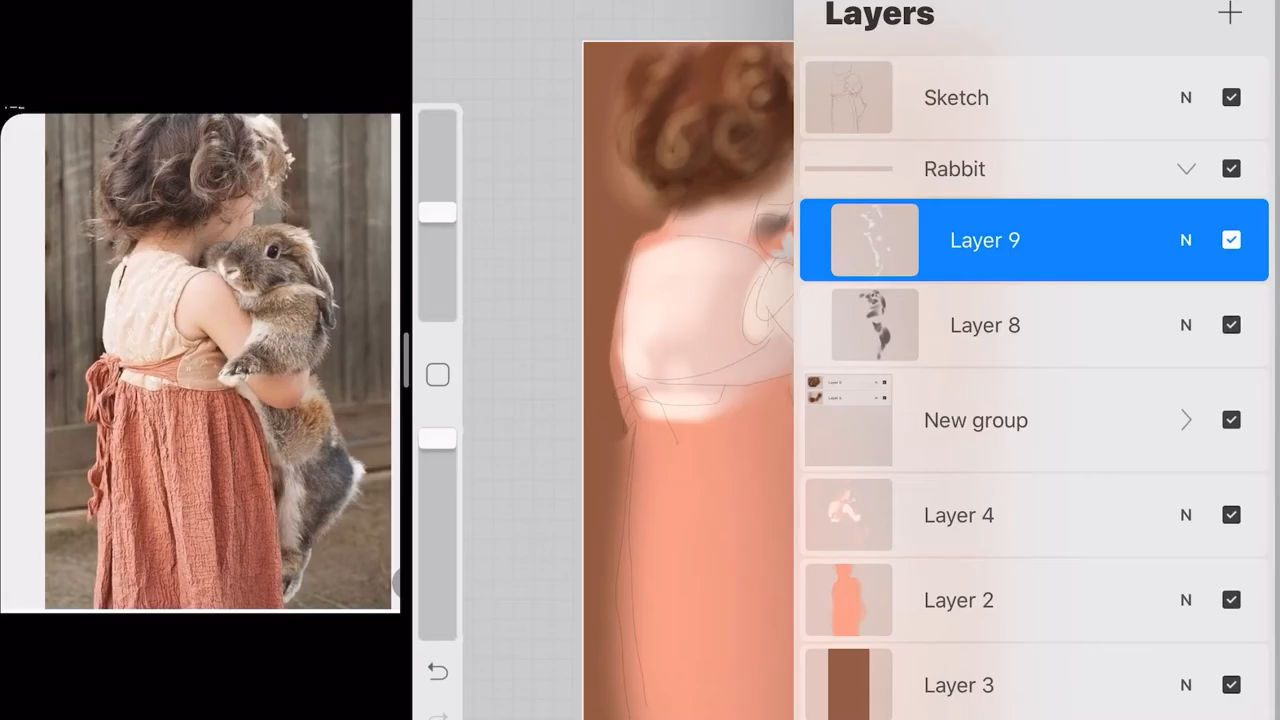 Layers
Sketch N
Rabbit
Layer 9 N
Layer 8 N
New group
Layer 4 N
Layer 2 N
Layer 3 N